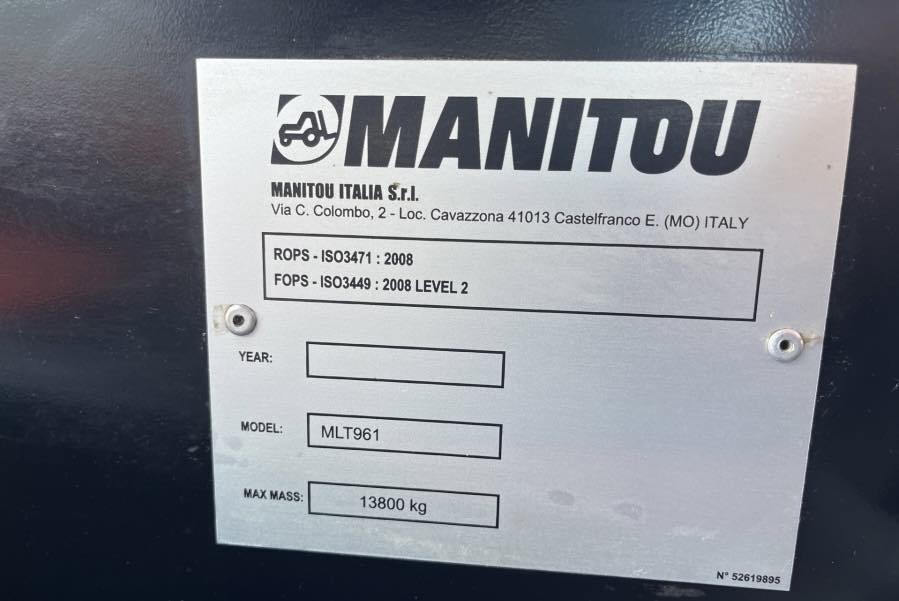 MANITOU
MANITOU ITALIA S.r.l.
Via C. Colombo, 2 - Loc. Cavazzona 41013 Castelfranco E. (MO) ITALY
ROPS - ISO3471 : 2008
FOPS - ISO3449 : 2008 LEVEL 2
YEAR:
MODEL: MLT961
MAX MASS: 13800 kg
N° 52619895